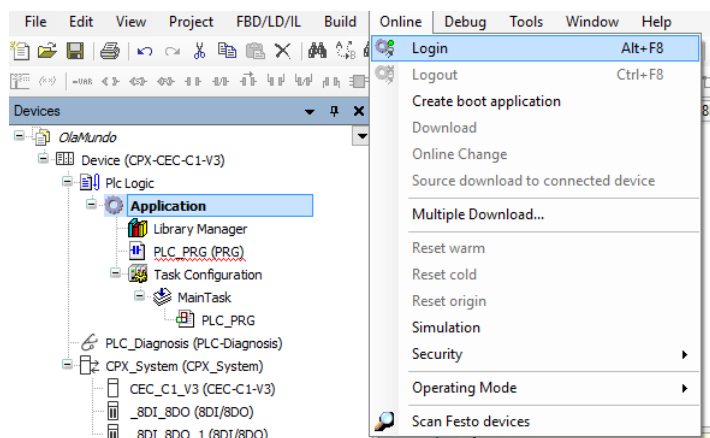 File Edit View Project FBD/LD/IL Build Online Debug Tools Window Help
Login Alt+F8
Logout Ctrl+F8
Create boot application
Download
Online Change
Source download to connected device
Multiple Download...
Reset warm
Reset cold
Reset origin
Simulation
Security
Operating Mode
Scan Festo devices
Devices
OlaMundo
Device (CPX-CEC-C1-V3)
Plc Logic
Application
Library Manager
PLC_PRG (PRG)
Task Configuration
MainTask
PLC_PRG
PLC_Diagnosis (PLC-Diagnosis)
CPX_System (CPX_System)
CEC_C1_V3 (CEC-C1-V3)
_8DI_8DO (8DI/8DO)
_8DI_8DO_1 (8DI/8DO)